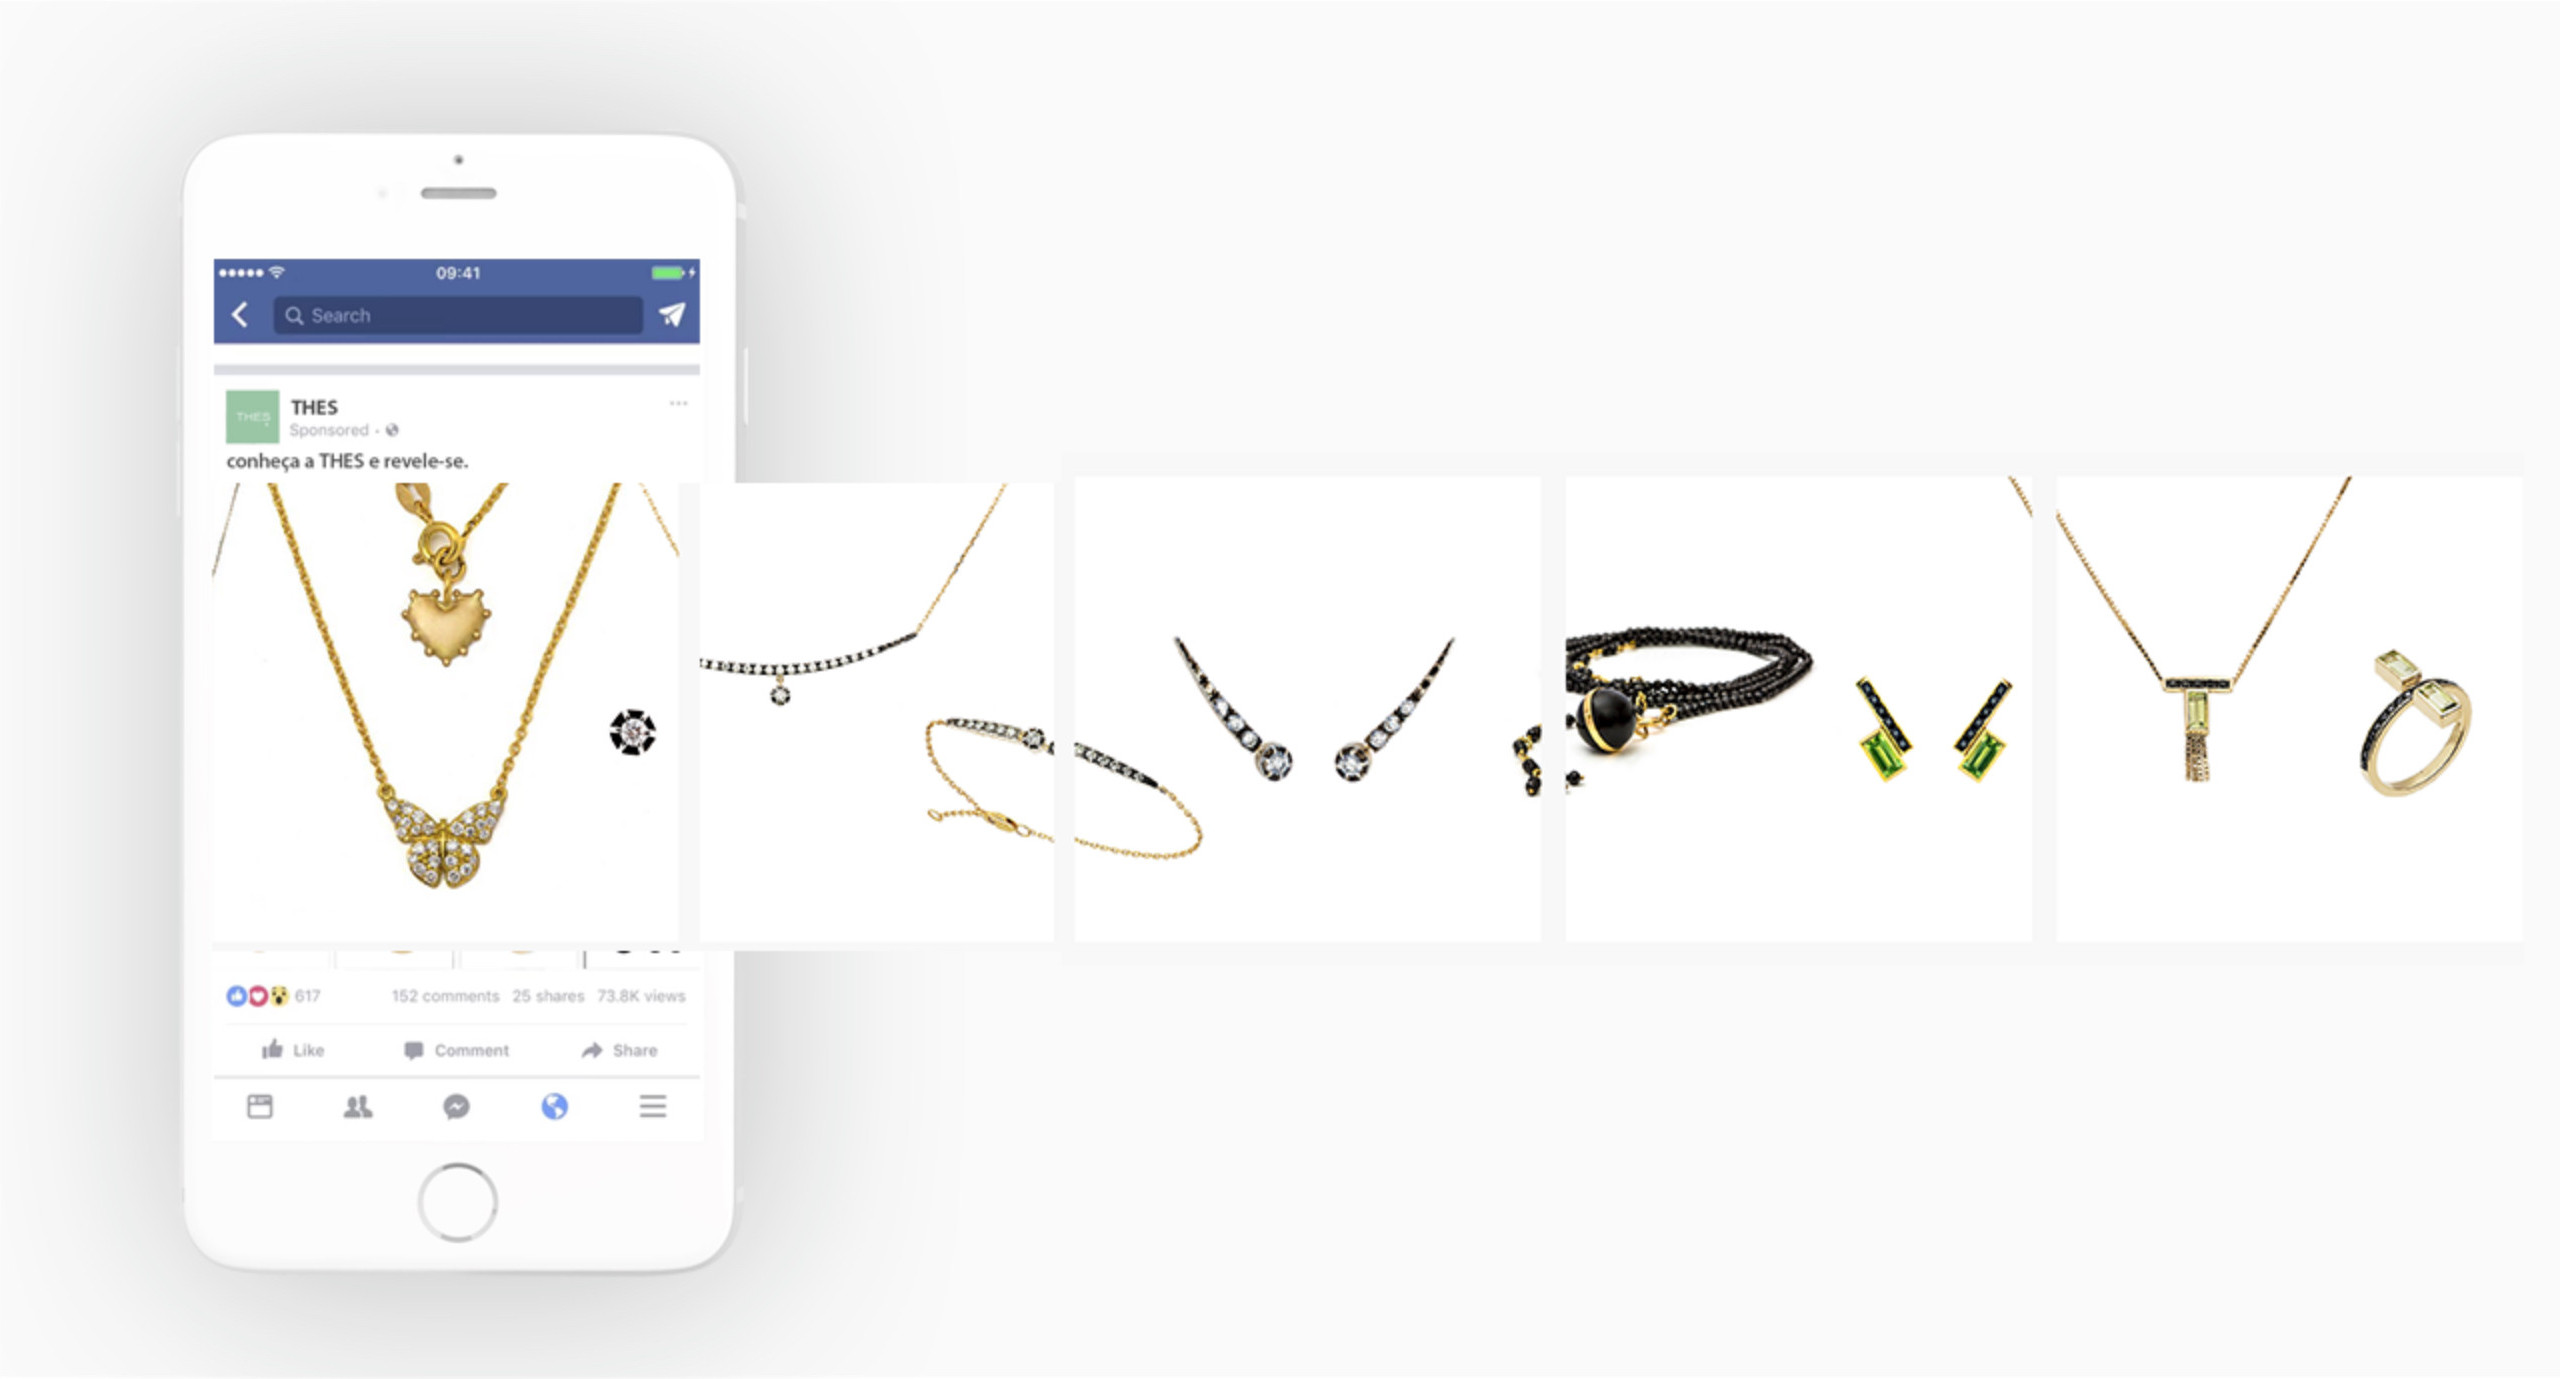 09:41
Search
THES
THES
Sponsored ·
conheça a THES e revele-se.
617 152 comments 25 shares 73.8K views
Like Comment Share